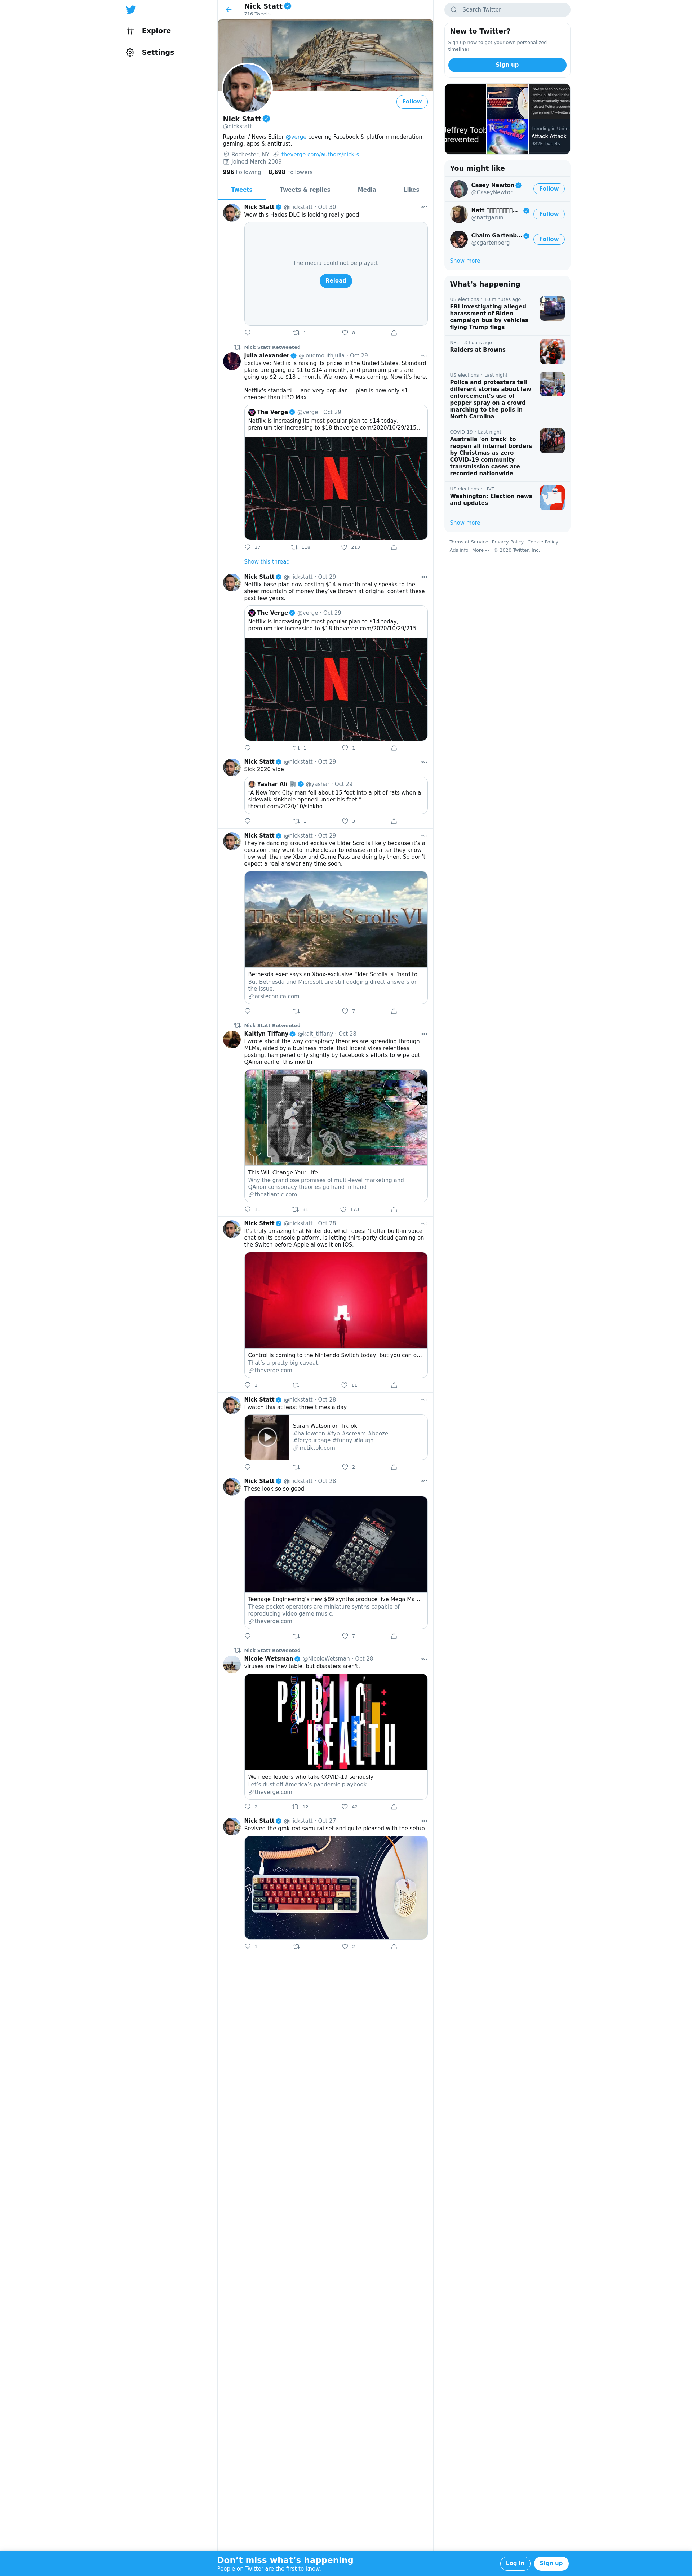 Explore
Settings
Nick Statt
716 Tweets
Follow
Nick Statt
@nickstatt
Reporter / News Editor @verge covering Facebook & platform moderation,
gaming, apps & antitrust.
Rochester, NY theverge.com/authors/nick-s...
Joined March 2009
996 Following 8,698 Followers
Tweets Tweets & replies Media Likes
Nick Statt @nickstatt · Oct 30
Wow this Hades DLC is looking really good
The media could not be played.
Reload
1 9
Nick Statt Retweeted
julia alexander @loudmouthjulia · Oct 29
Exclusive: Netflix is raising its prices in the United States. Standard
plans are going up $1 to $14 a month, and premium plans are
going up $2 to $18 a month. We knew it was coming. Now it's here.
Netflix's standard — and very popular — plan is now only $1
cheaper than HBO Max.
The Verge @verge · Oct 29
Netflix is increasing its most popular plan to $14 today,
premium tier increasing to $18 theverge.com/2020/10/29/215...
27 118 213
Show this thread
Nick Statt @nickstatt · Oct 29
Netflix base plan now costing $14 a month really speaks to the
sheer mountain of money they've thrown at original content these
past few years.
The Verge @verge · Oct 29
Netflix is increasing its most popular plan to $14 today,
premium tier increasing to $18 theverge.com/2020/10/29/215...
1 1
Nick Statt @nickstatt · Oct 29
Sick 2020 vibe
Yashar Ali @yashar · Oct 29
"A New York City man fell about 15 feet into a pit of rats when a
sidewalk sinkhole opened under his feet."
thecut.com/2020/10/sinkho...
1 3
Nick Statt @nickstatt · Oct 29
They're dancing around exclusive Elder Scrolls likely because it's a
decision they want to make closer to release and after they know
how well the new Xbox and Game Pass are doing by then. So don't
expect a real answer any time soon.
The Elder Scrolls VI
Bethesda exec says an Xbox-exclusive Elder Scrolls is "hard to...
But Bethesda and Microsoft are still dodging direct answers on
the issue.
arstechnica.com
7
Nick Statt Retweeted
Kaitlyn Tiffany @kait_tiffany · Oct 28
i wrote about the way conspiracy theories are spreading through
MLMs, aided by a business model that incentivizes relentless
posting, hampered only slightly by facebook's efforts to wipe out
QAnon earlier this month
This Will Change Your Life
Why the grandiose promises of multi-level marketing and
QAnon conspiracy theories go hand in hand
theatlantic.com
11 81 173
Nick Statt @nickstatt · Oct 28
It's truly amazing that Nintendo, which doesn't offer built-in voice
chat on its console platform, is letting third-party cloud gaming on
the Switch before Apple allows it on iOS.
Control is coming to the Nintendo Switch today, but you can o...
That's a pretty big caveat.
theverge.com
1 11
Nick Statt @nickstatt · Oct 28
I watch this at least three times a day
Sarah Watson on TikTok
#halloween #fyp #scream #booze
#foryourpage #funny #laugh
m.tiktok.com
2
Nick Statt @nickstatt · Oct 28
These look so so good
Teenage Engineering's new $89 synths produce live Mega Ma...
These pocket operators are miniature synths capable of
reproducing video game music.
theverge.com
7
Nick Statt Retweeted
Nicole Wetsman @NicoleWetsman · Oct 28
viruses are inevitable, but disasters aren't.
PUBLIC
HEALTH
We need leaders who take COVID-19 seriously
Let's dust off America's pandemic playbook
theverge.com
2 12 42
Nick Statt @nickstatt · Oct 27
Revived the gmk red samurai set and quite pleased with the setup
1 2
Search Twitter
New to Twitter?
Sign up now to get your own personalized
timeline!
Sign up
Jeffrey Toob
prevented
Attack Attack
682K Tweets
You might like
Casey Newton
@CaseyNewton
Follow
Natt
@nattgarun
Follow
Chaim Gartenb...
@cgartenberg
Follow
Show more
What's happening
US elections · 10 minutes ago
FBI investigating alleged
harassment of Biden
campaign bus by vehicles
flying Trump flags
NFL · 3 hours ago
Raiders at Browns
US elections · Last night
Police and protesters tell
different stories about law
enforcement's use of
pepper spray on a crowd
marching to the polls in
North Carolina
COVID-19 · Last night
Australia 'on track' to
reopen all internal borders
by Christmas as zero
COVID-19 community
transmission cases are
recorded nationwide
US elections · LIVE
Washington: Election news
and updates
Show more
Terms of Service Privacy Policy Cookie Policy
Ads info More © 2020 Twitter, Inc.
Don't miss what's happening
People on Twitter are the first to know.
Log in Sign up